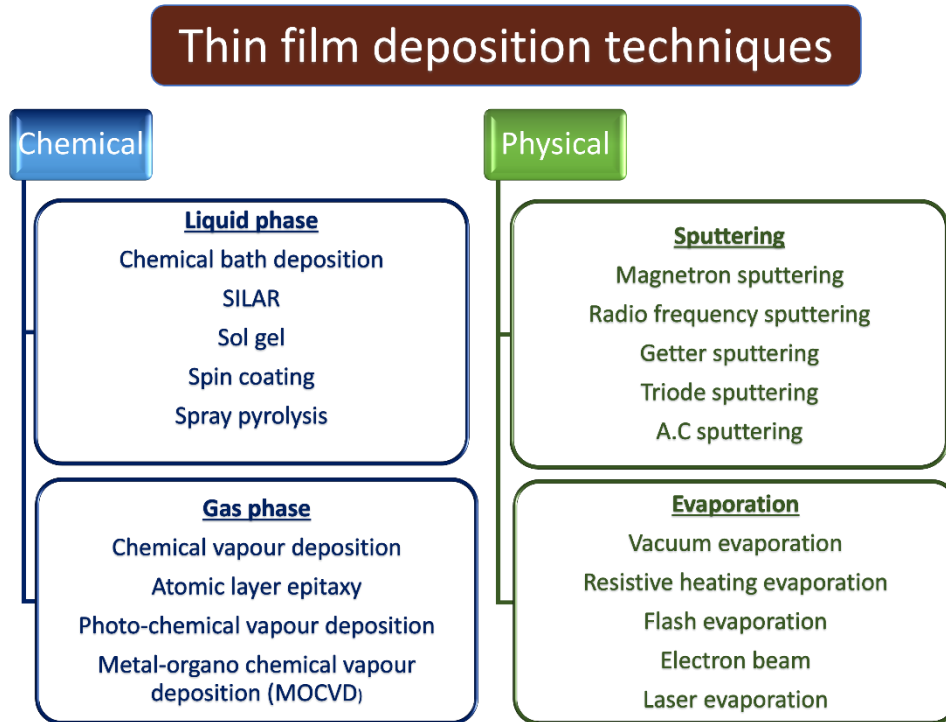 Thin film deposition techniques
Chemical
Liquid phase
Chemical bath deposition
SILAR
Sol gel
Spin coating
Spray pyrolysis
Gas phase
Chemical vapour deposition
Atomic layer epitaxy
Photo-chemical vapour deposition
Metal-organo chemical vapour
deposition (MOCVD)
Physical
Sputtering
Magnetron sputtering
Radio frequency sputtering
Getter sputtering
Triode sputtering
A.C sputtering
Evaporation
Vacuum evaporation
Resistive heating evaporation
Flash evaporation
Electron beam
Laser evaporation